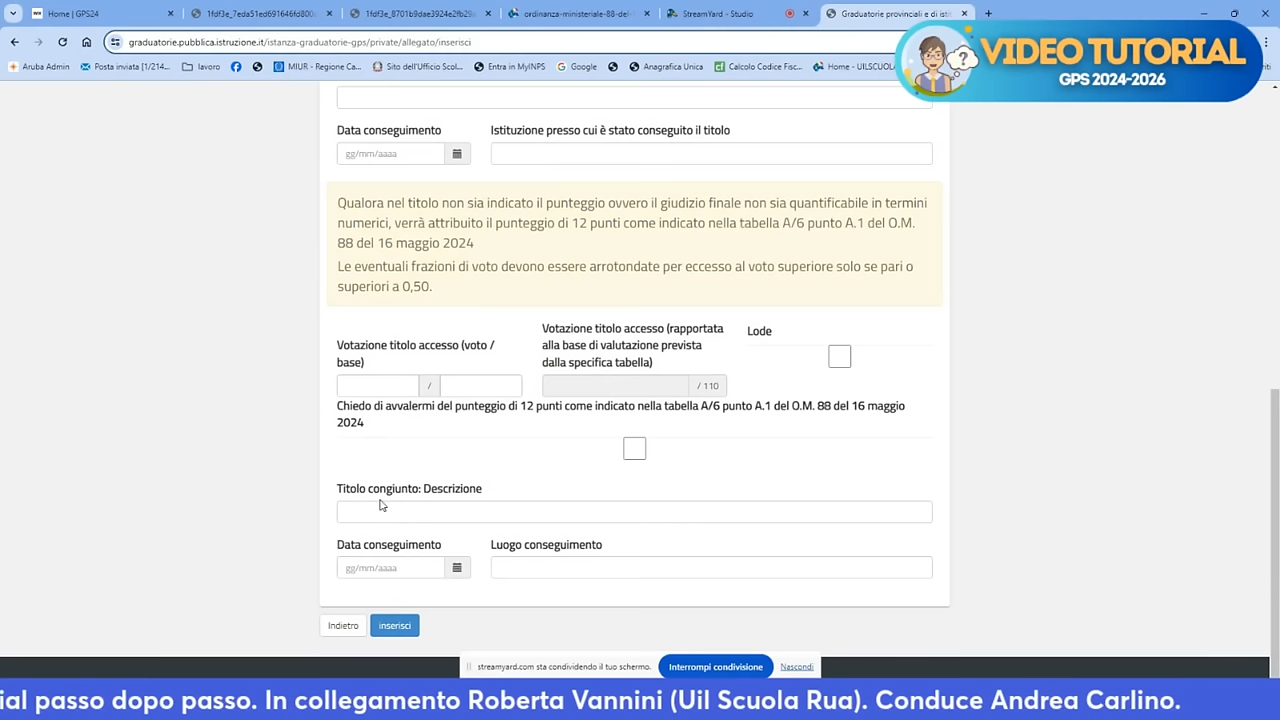 Home | GPS24
1fdf3e_7eda51ed691646fd800a
1fdf3e_8701b9dae3924e2fb29a
ordinanza-ministeriale-88-del-
StreamYard - Studio
Graduatorie provinciali e di isti
graduatorie.pubblica.istruzione.it/istanza-graduatorie-gps/private/allegato/inserisci
VIDEO TUTORIAL
GPS 2024-2026
Aruba Admin
Posta inviata [1/214...
lavoro
MIUR - Regione Ca...
Sito dell'Ufficio Scol...
Entra in MyINPS
Google
Anagrafica Unica
Calcolo Codice Fisc...
Home - UILSCUOLA
Data conseguimento
Istituzione presso cui è stato conseguito il titolo
gg/mm/aaaa
Qualora nel titolo non sia indicato il punteggio ovvero il giudizio finale non sia quantificabile in termini
numerici, verrà attribuito il punteggio di 12 punti come indicato nella tabella A/6 punto A.1 del O.M.
88 del 16 maggio 2024
Le eventuali frazioni di voto devono essere arrotondate per eccesso al voto superiore solo se pari o
superiori a 0,50.
Votazione titolo accesso (voto /
base)
Votazione titolo accesso (rapportata
alla base di valutazione prevista
dalla specifica tabella)
Lode
/
/ 110
Chiedo di avvalermi del punteggio di 12 punti come indicato nella tabella A/6 punto A.1 del O.M. 88 del 16 maggio
2024
Titolo congiunto: Descrizione
Data conseguimento
Luogo conseguimento
gg/mm/aaaa
Indietro
inserisci
streamyard.com sta condividendo il tuo schermo.
Interrompi condivisione
Nascondi
ial passo dopo passo. In collegamento Roberta Vannini (Uil Scuola Rua). Conduce Andrea Carlino.